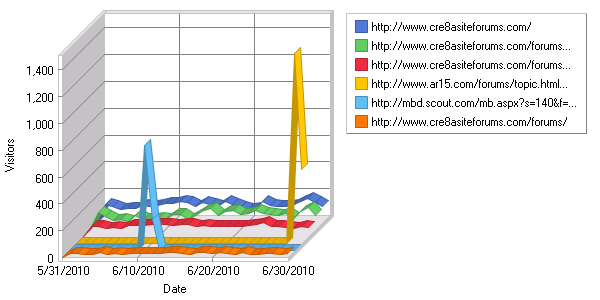 1,400
1,200
1,000
800
600
400
200
0
Visitors
5/31/2010 6/10/2010 6/20/2010 6/30/2010
Date
http://www.cre8asiteforums.com/
http://www.cre8asiteforums.com/forums...
http://www.cre8asiteforums.com/forums...
http://www.ar15.com/forums/topic.html...
http://mbd.scout.com/mb.aspx?s=140&f=...
http://www.cre8asiteforums.com/forums/